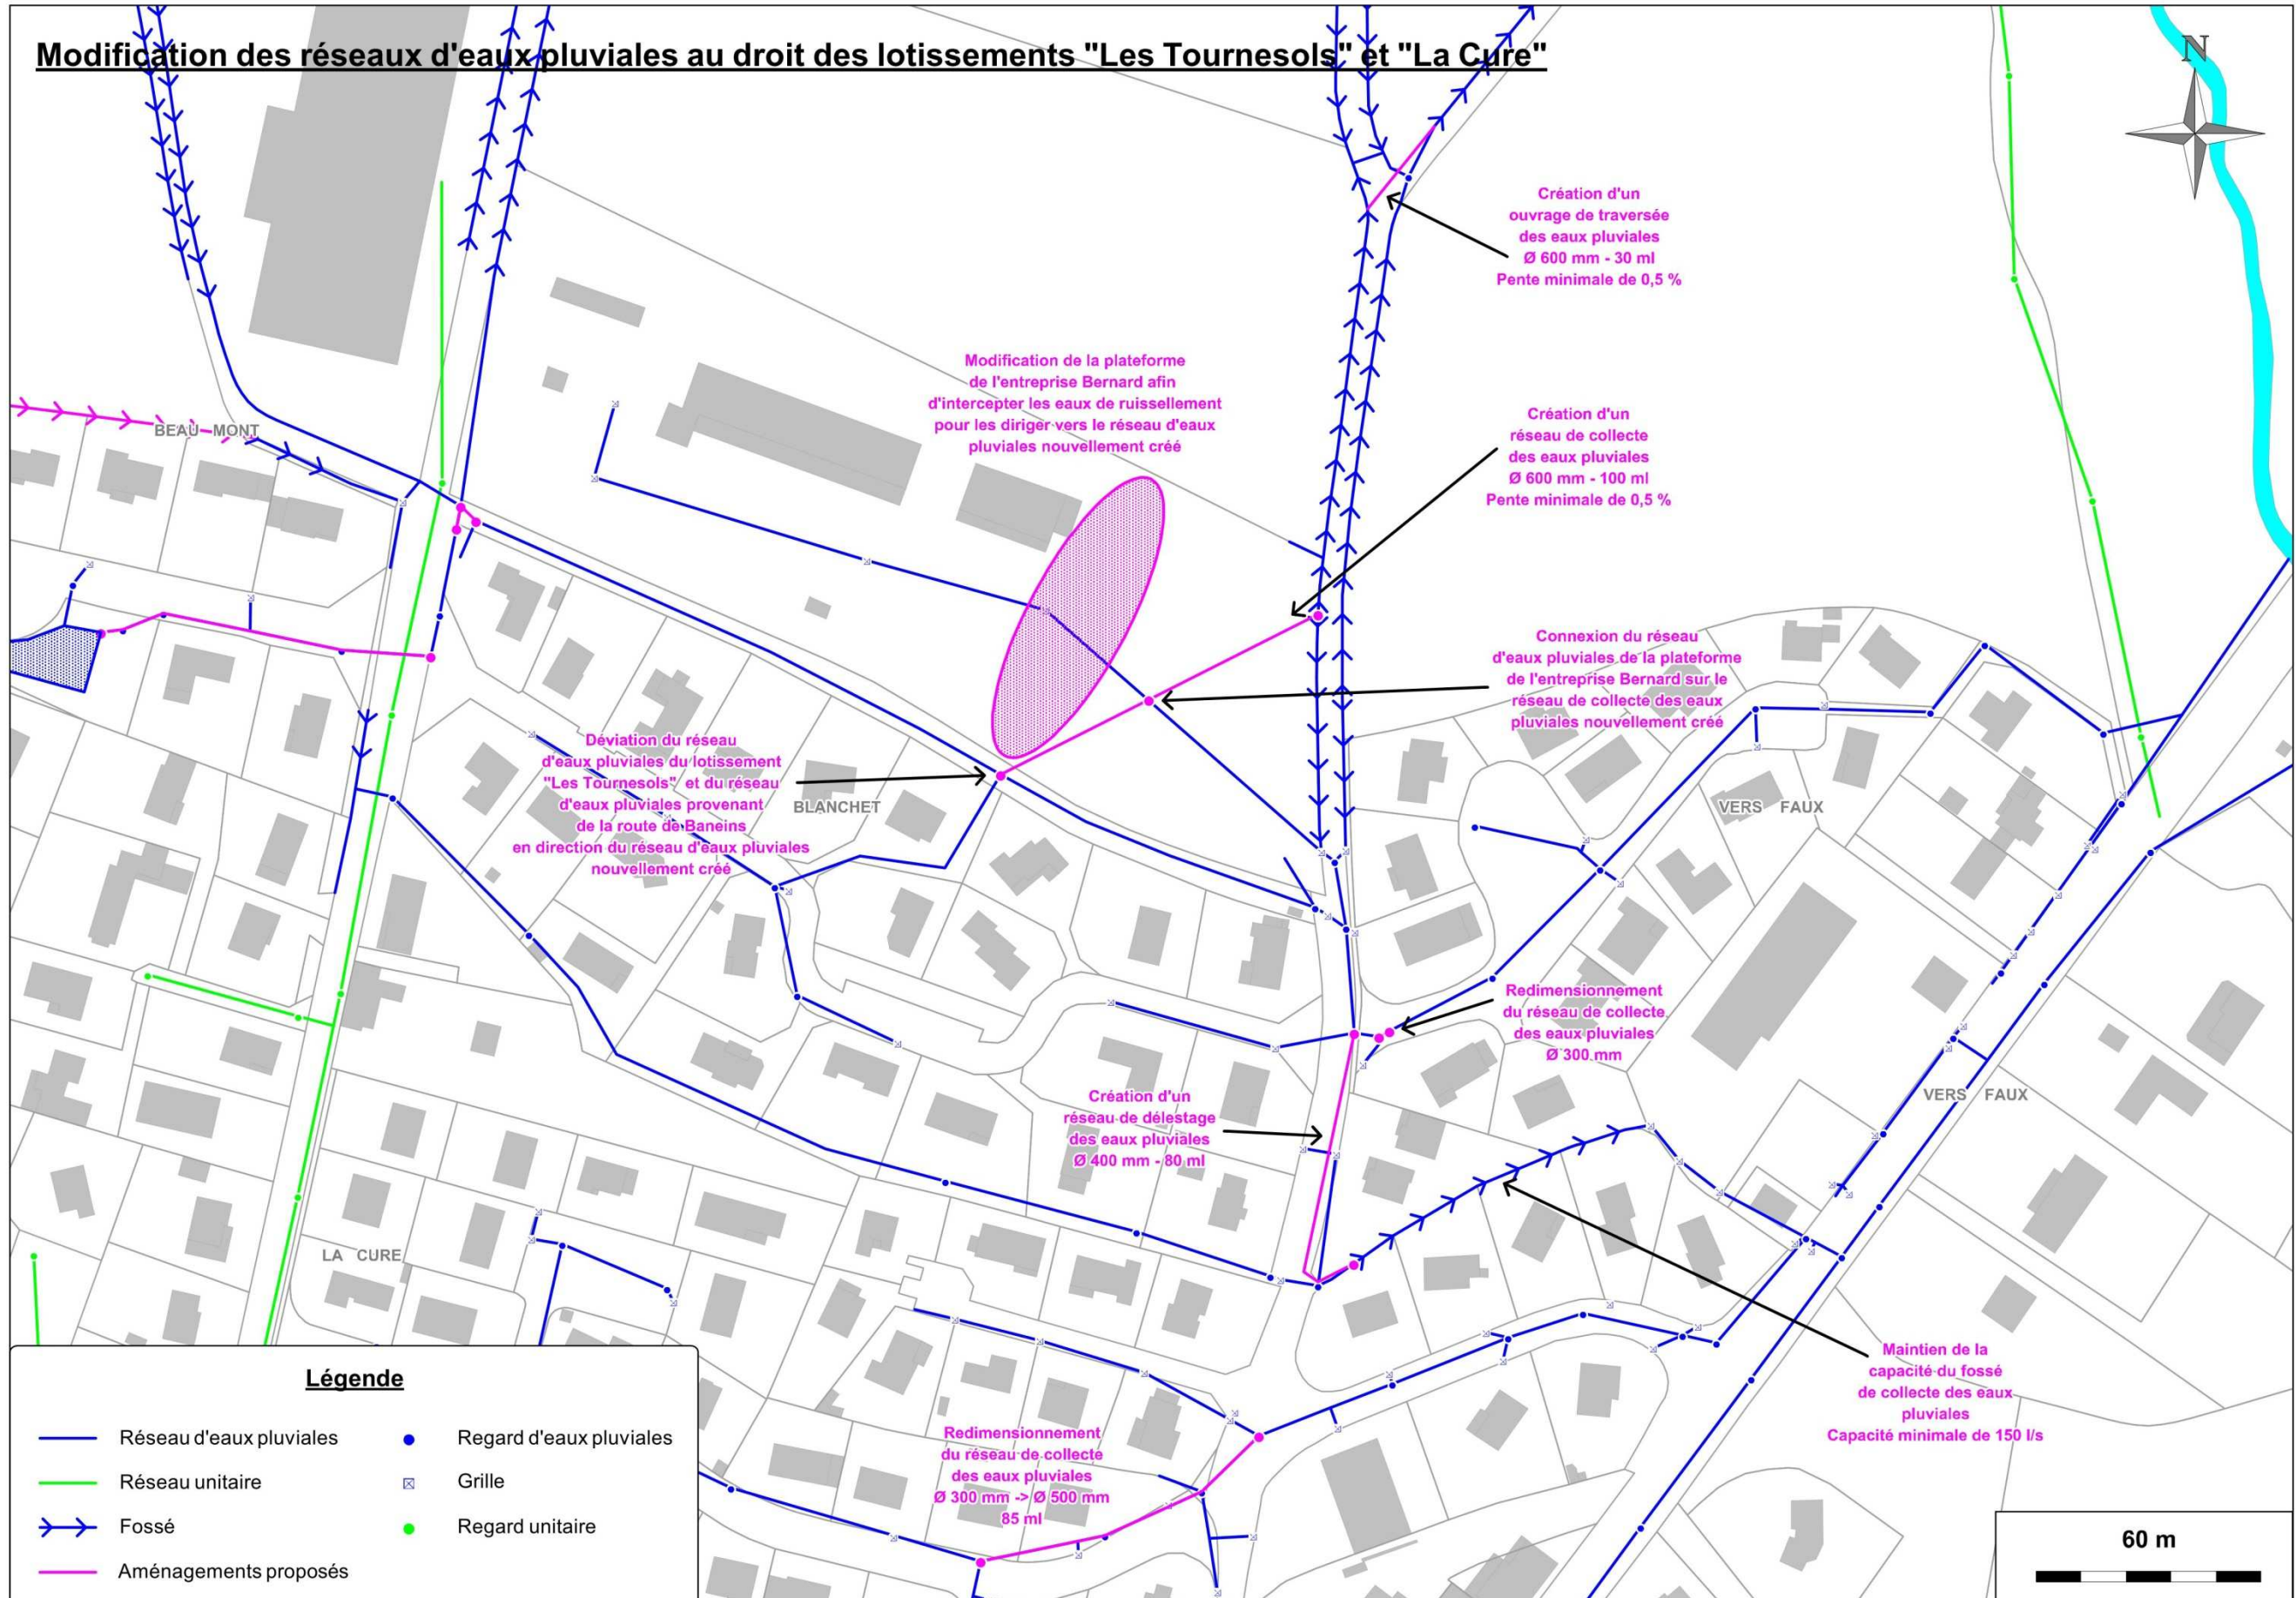 Modification des réseaux d'eaux pluviales au droit des lotissements "Les Tournesols" et "La Cure"
N
Création d'un
ouvrage de traversée
des eaux pluviales
Ø 600 mm - 30 ml
Pente minimale de 0,5 %
Modification de la plateforme
de l'entreprise Bernard afin
d'intercepter les eaux de ruissellement
pour les diriger vers le réseau d'eaux
pluviales nouvellement créé
Création d'un
réseau de collecte
des eaux pluviales
Ø 600 mm - 100 ml
Pente minimale de 0,5 %
BEAU MONT
Connexion du réseau
d'eaux pluviales de la plateforme
de l'entreprise Bernard sur le
réseau de collecte des eaux
pluviales nouvellement créé
Déviation du réseau
d'eaux pluviales du lotissement
"Les Tournesols" et du réseau
d'eaux pluviales provenant
de la route de Baneins
en direction du réseau d'eaux pluviales
nouvellement créé
BLANCHET
VERS FAUX
Redimensionnement
du réseau de collecte
des eaux pluviales
Ø 300 mm
VERS FAUX
Création d'un
réseau de délestage
des eaux pluviales
Ø 400 mm - 80 ml
LA CURE
Maintien de la
capacité du fossé
de collecte des eaux
pluviales
Capacité minimale de 150 l/s
Redimensionnement
du réseau de collecte
des eaux pluviales
Ø 300 mm -> Ø 500 mm
85 ml
Légende
Réseau d'eaux pluviales
Regard d'eaux pluviales
Réseau unitaire
Grille
Fossé
Regard unitaire
Aménagements proposés
60 m